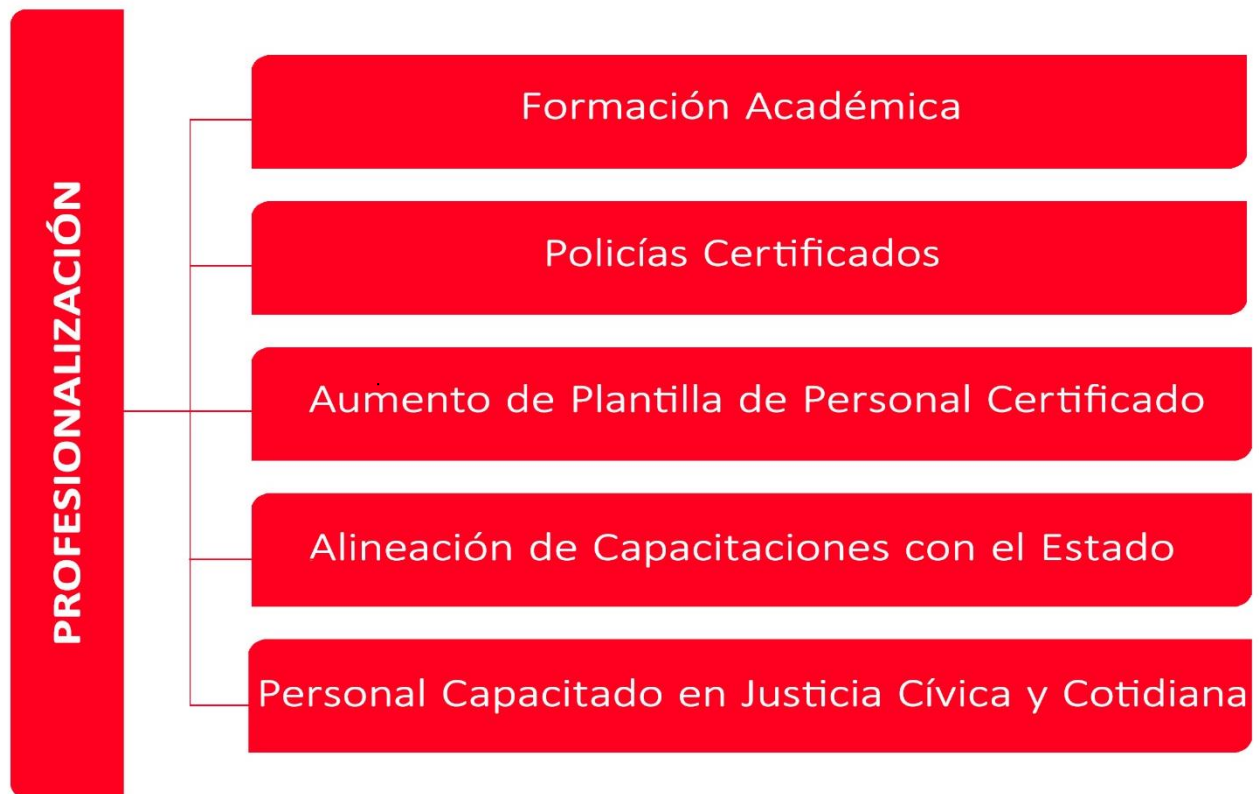 PROFESIONALIZACIÓN
Formación Académica
Policías Certificados
Aumento de Plantilla de Personal Certificado
Alineación de Capacitaciones con el Estado
Personal Capacitado en Justicia Cívica y Cotidiana